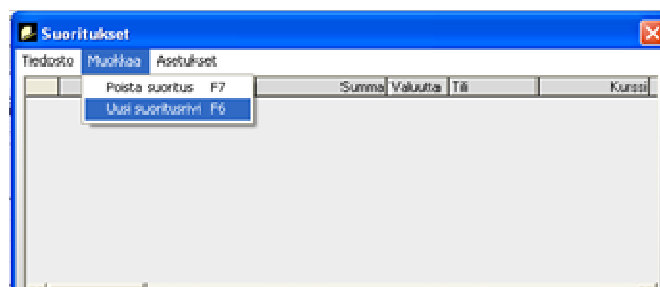 Suoritukset
Tiedosto Muokkaa Asetukset
Poista suoritus F7
Uusi suoritusrivi F6
Summa Valuutta Tili Kurssi